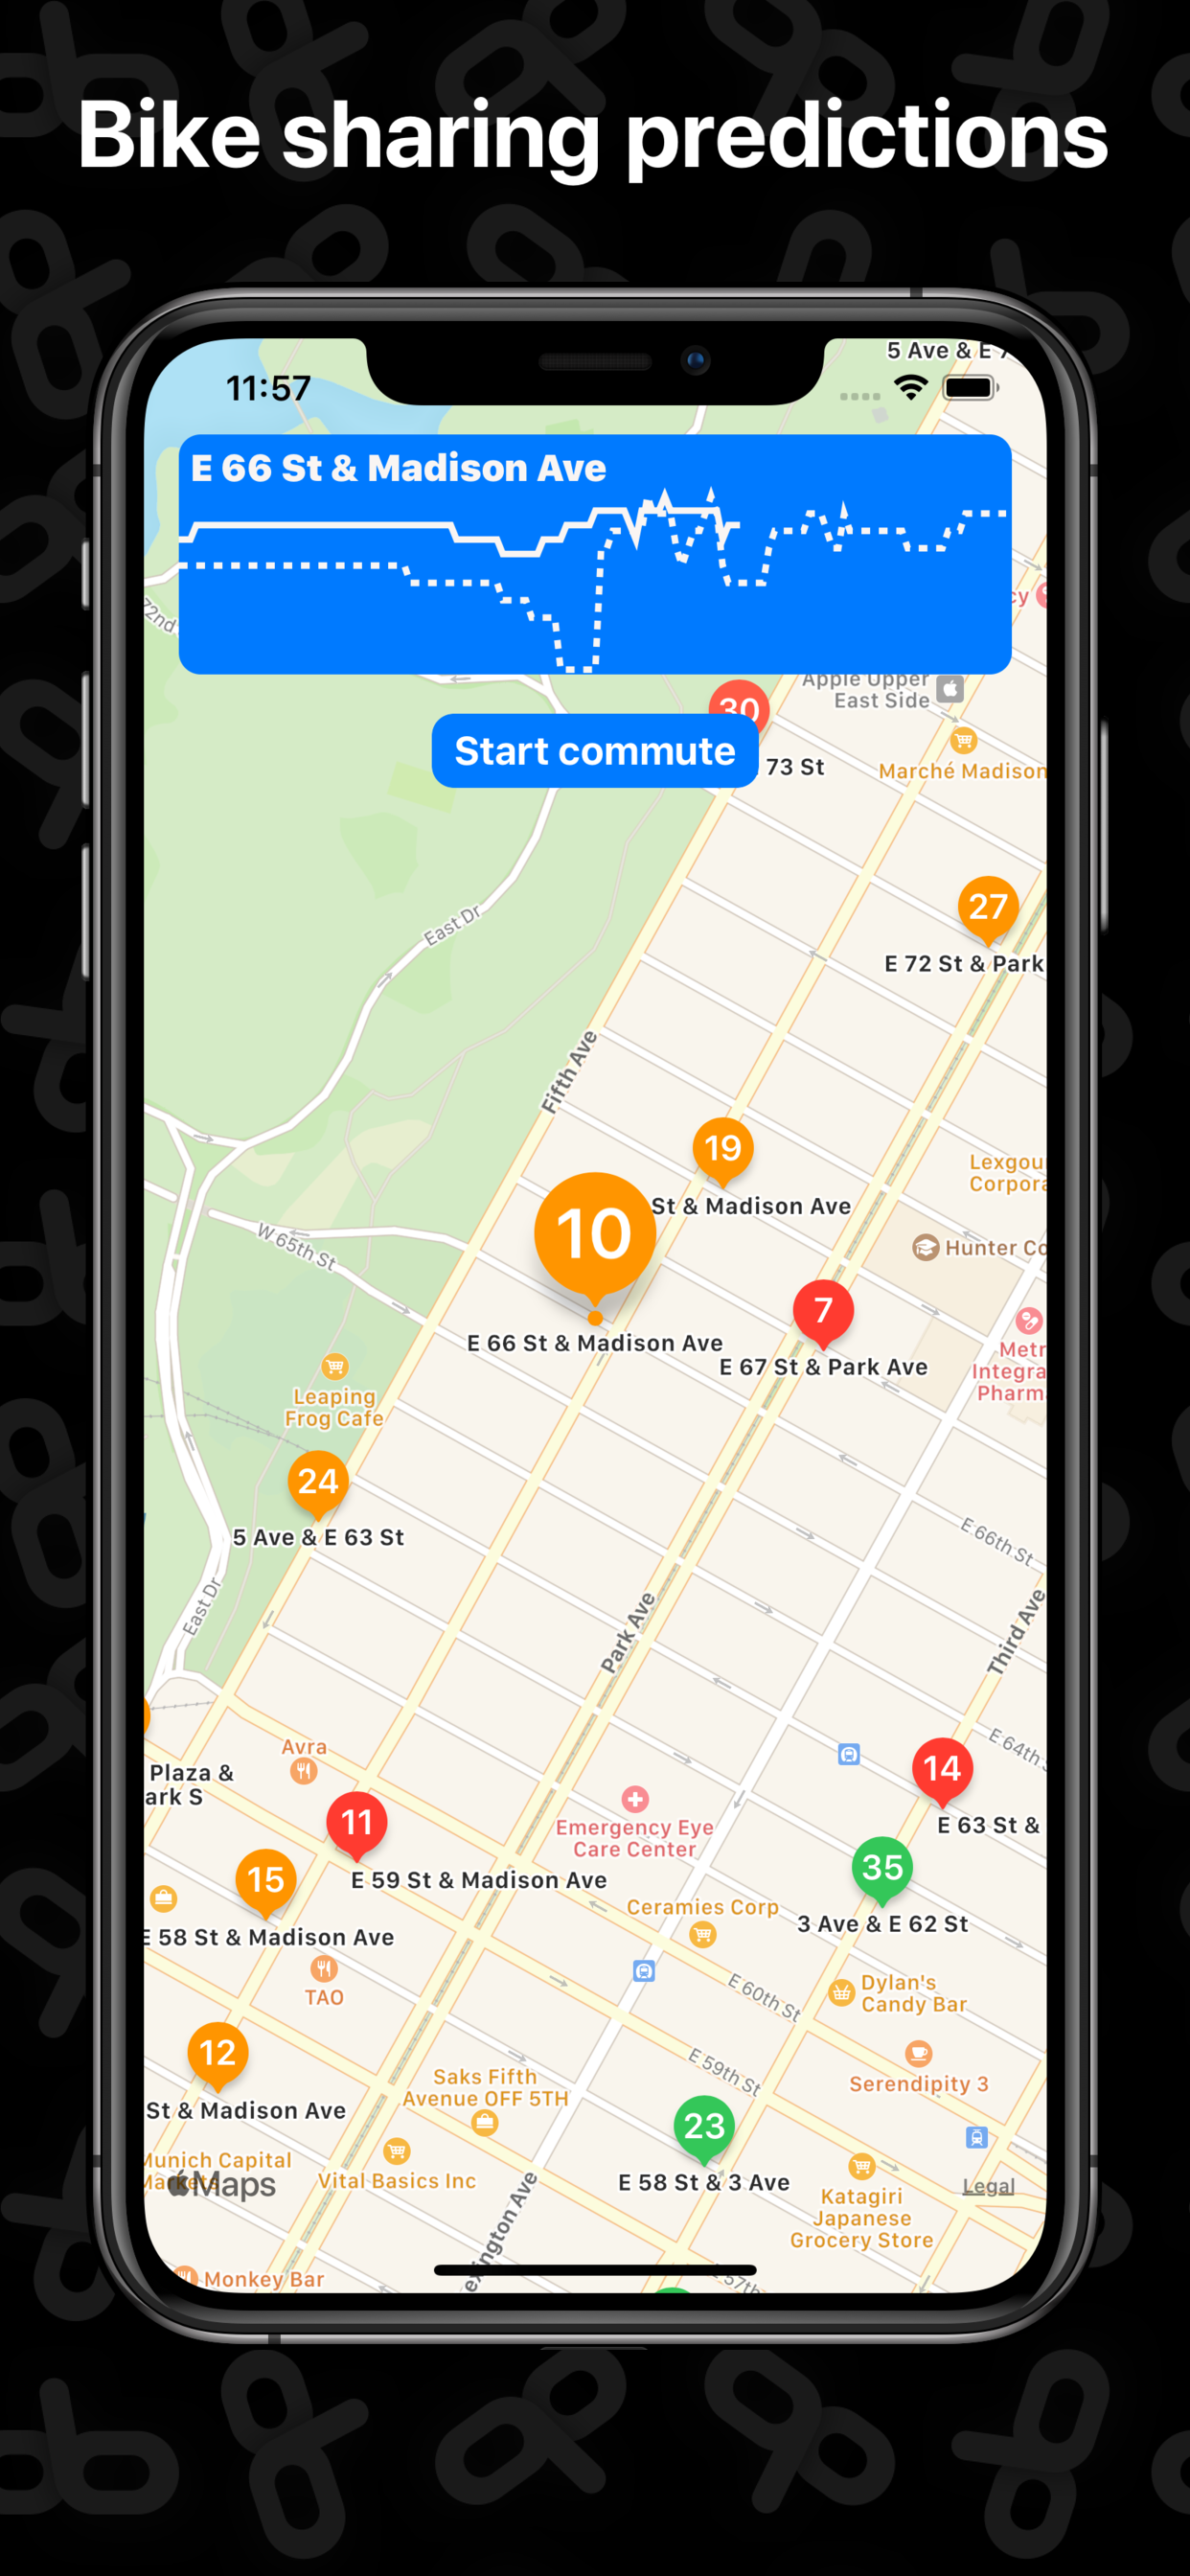 Bike sharing predictions
5 Ave & E 7
11:57
E 66 St & Madison Ave
72nd
cy
Apple Upper
East Side
30
Start commute
73 St
Marché Madison
27
East Dr
E 72 St & Park
Fifth Ave
19
St & Madison Ave
Lexgou
Corpora
10
W 65th St
Hunter Co
7
E 66 St & Madison Ave
E 67 St & Park Ave
Metr
Integra
Pharm
Leaping
Frog Cafe
24
5 Ave & E 63 St
E 66th St
East Dr
Park Ave
Third Ave
Avra
E 64th
Plaza &
ark S
14
11
Emergency Eye
Care Center
E 63 St &
35
15
E 59 St & Madison Ave
Ceramies Corp
3 Ave & E 62 St
E 58 St & Madison Ave
TAO
E 60th St
Dylan's
Candy Bar
12
E 59th St
Saks Fifth
Avenue OFF 5TH
Serendipity 3
St & Madison Ave
23
Munich Capital
Markets
Maps
Vital Basics Inc
E 58 St & 3 Ave
Legal
Katagiri
Japanese
Grocery Store
exington Ave
Monkey Bar
57th